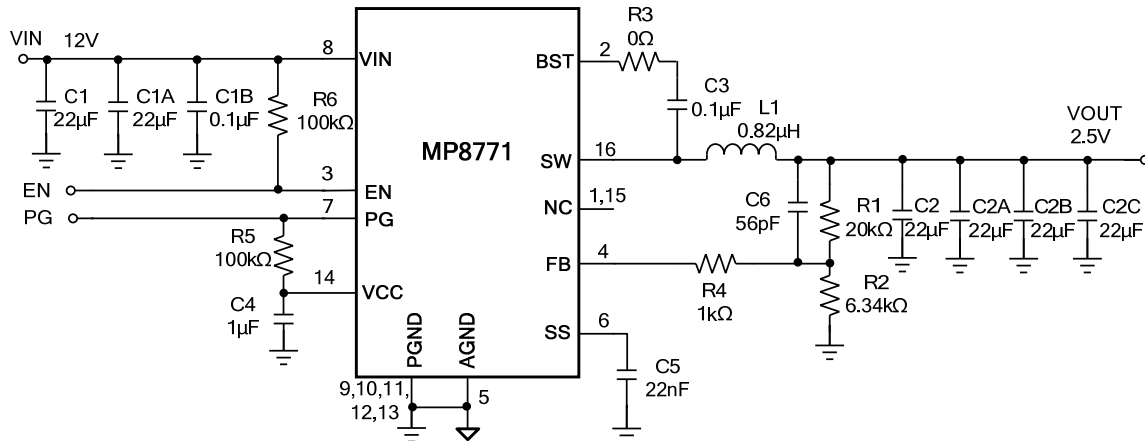 VIN 12V
8
VIN
C1
22µF
C1A
22µF
C1B
0.1µF
R6
100kΩ
EN
3
EN
PG
7
PG
R5
100kΩ
14
VCC
C4
1µF
PGND
AGND
9,10,11,
12,13
5
MP8771
BST
2
R3
0Ω
C3
0.1µF
L1
0.82µH
SW
16
NC
1,15
FB
4
R4
1kΩ
SS
6
C5
22nF
C6
56pF
R1
20kΩ
R2
6.34kΩ
C2
22µF
C2A
22µF
C2B
22µF
C2C
22µF
VOUT
2.5V